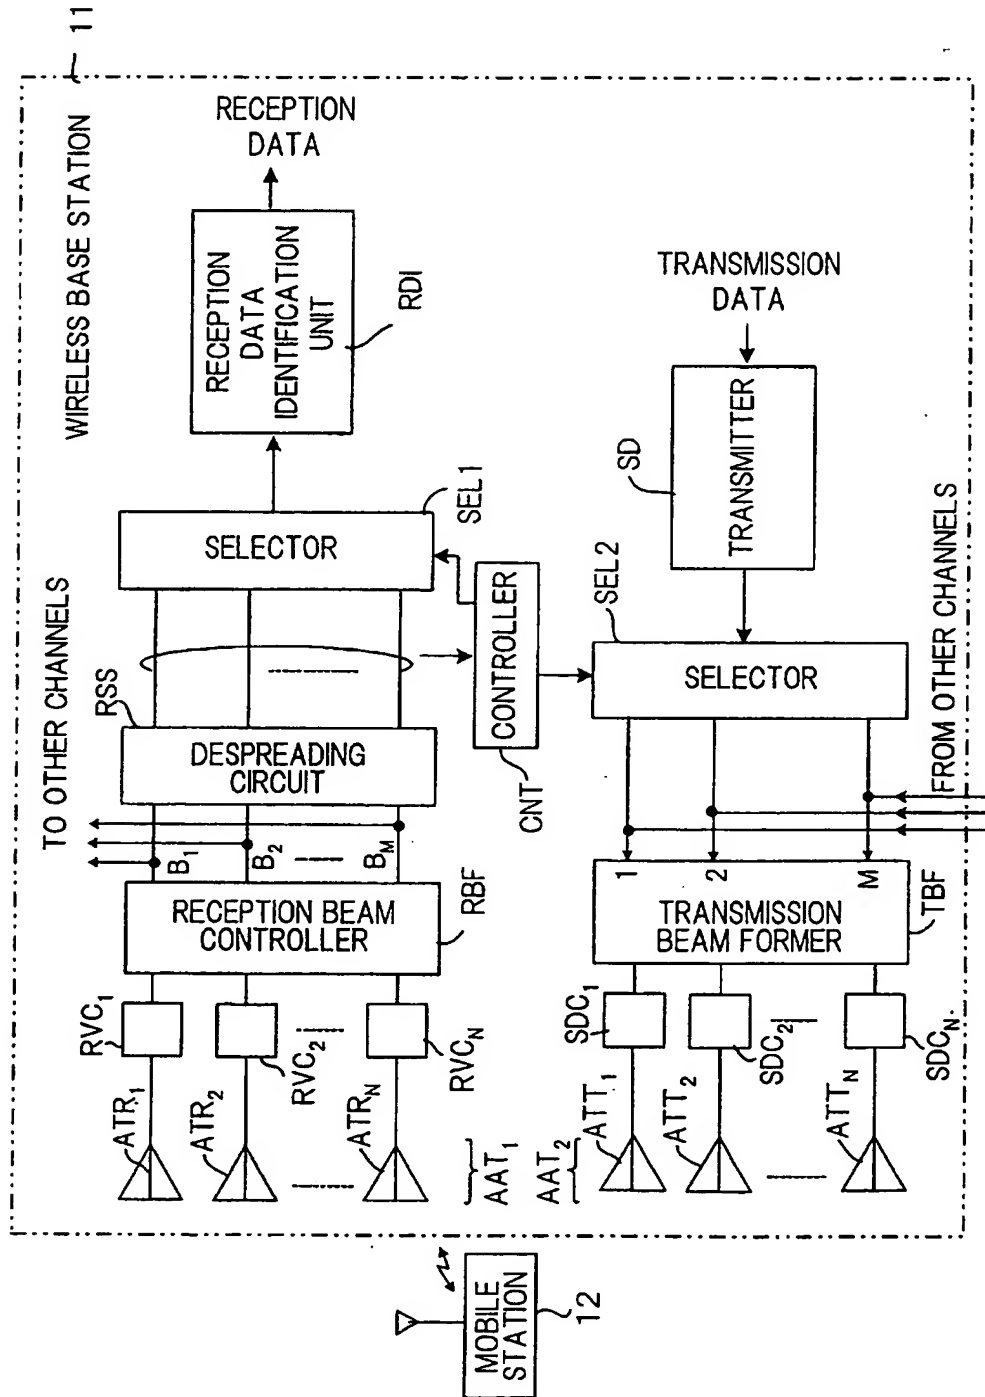 WIRELESS BASE STATION
11
TO OTHER CHANNELS
ATR1
RVC1
ATR2
RVC2
ATRN
RVCN
RECEPTION BEAM
CONTROLLER
RBF
B1
B2
BM
DESPREADING
CIRCUIT
RSS
SELECTOR
SEL1
RECEPTION
DATA
IDENTIFICATION
UNIT
RDI
RECEPTION
DATA
CONTROLLER
CNT
MOBILE
STATION
12
AAT1
AAT2
ATT1
SDC1
ATT2
SDC2
ATTN
SDCN
TRANSMISSION
BEAM FORMER
TBF
1
2
M
SELECTOR
SEL2
TRANSMITTER
SD
TRANSMISSION
DATA
FROM OTHER CHANNELS